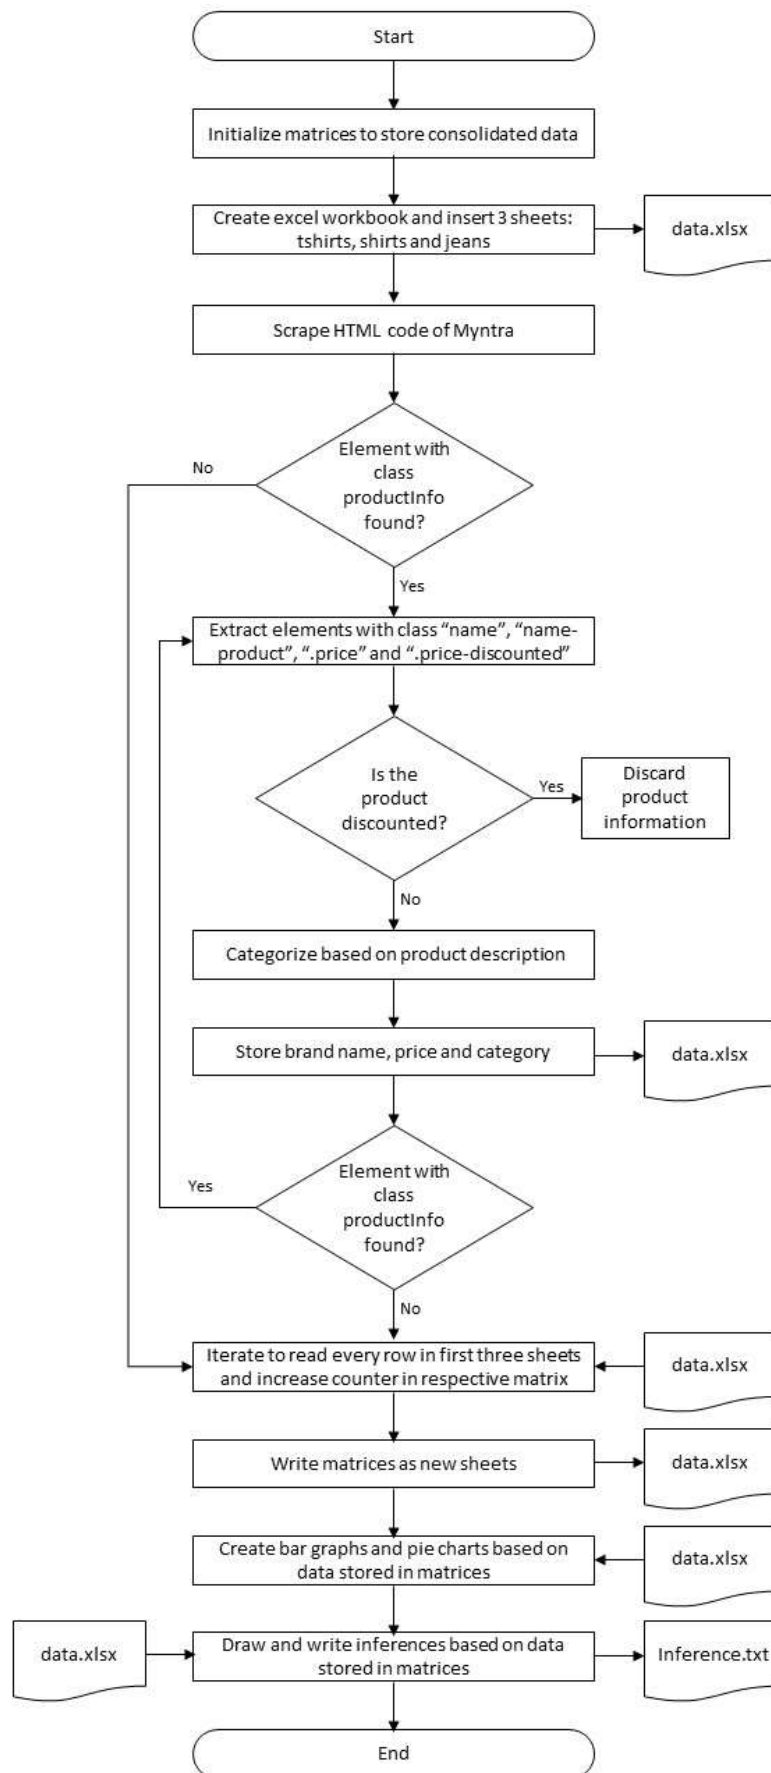 Start
Initialize matrices to store consolidated data
Create excel workbook and insert 3 sheets:
tshirts, shirts and jeans
data.xlsx
Scrape HTML code of Myntra
Element with
class
productInfo
found?
No
Yes
Extract elements with class “name”, “name-
product”, “.price” and “.price-discounted”
Is the
product
discounted?
Yes
Discard
product
information
No
Categorize based on product description
Store brand name, price and category
data.xlsx
Element with
class
productInfo
found?
Yes
No
Iterate to read every row in first three sheets
and increase counter in respective matrix
data.xlsx
Write matrices as new sheets
data.xlsx
Create bar graphs and pie charts based on
data stored in matrices
data.xlsx
data.xlsx
Draw and write inferences based on data
stored in matrices
Inference.txt
End